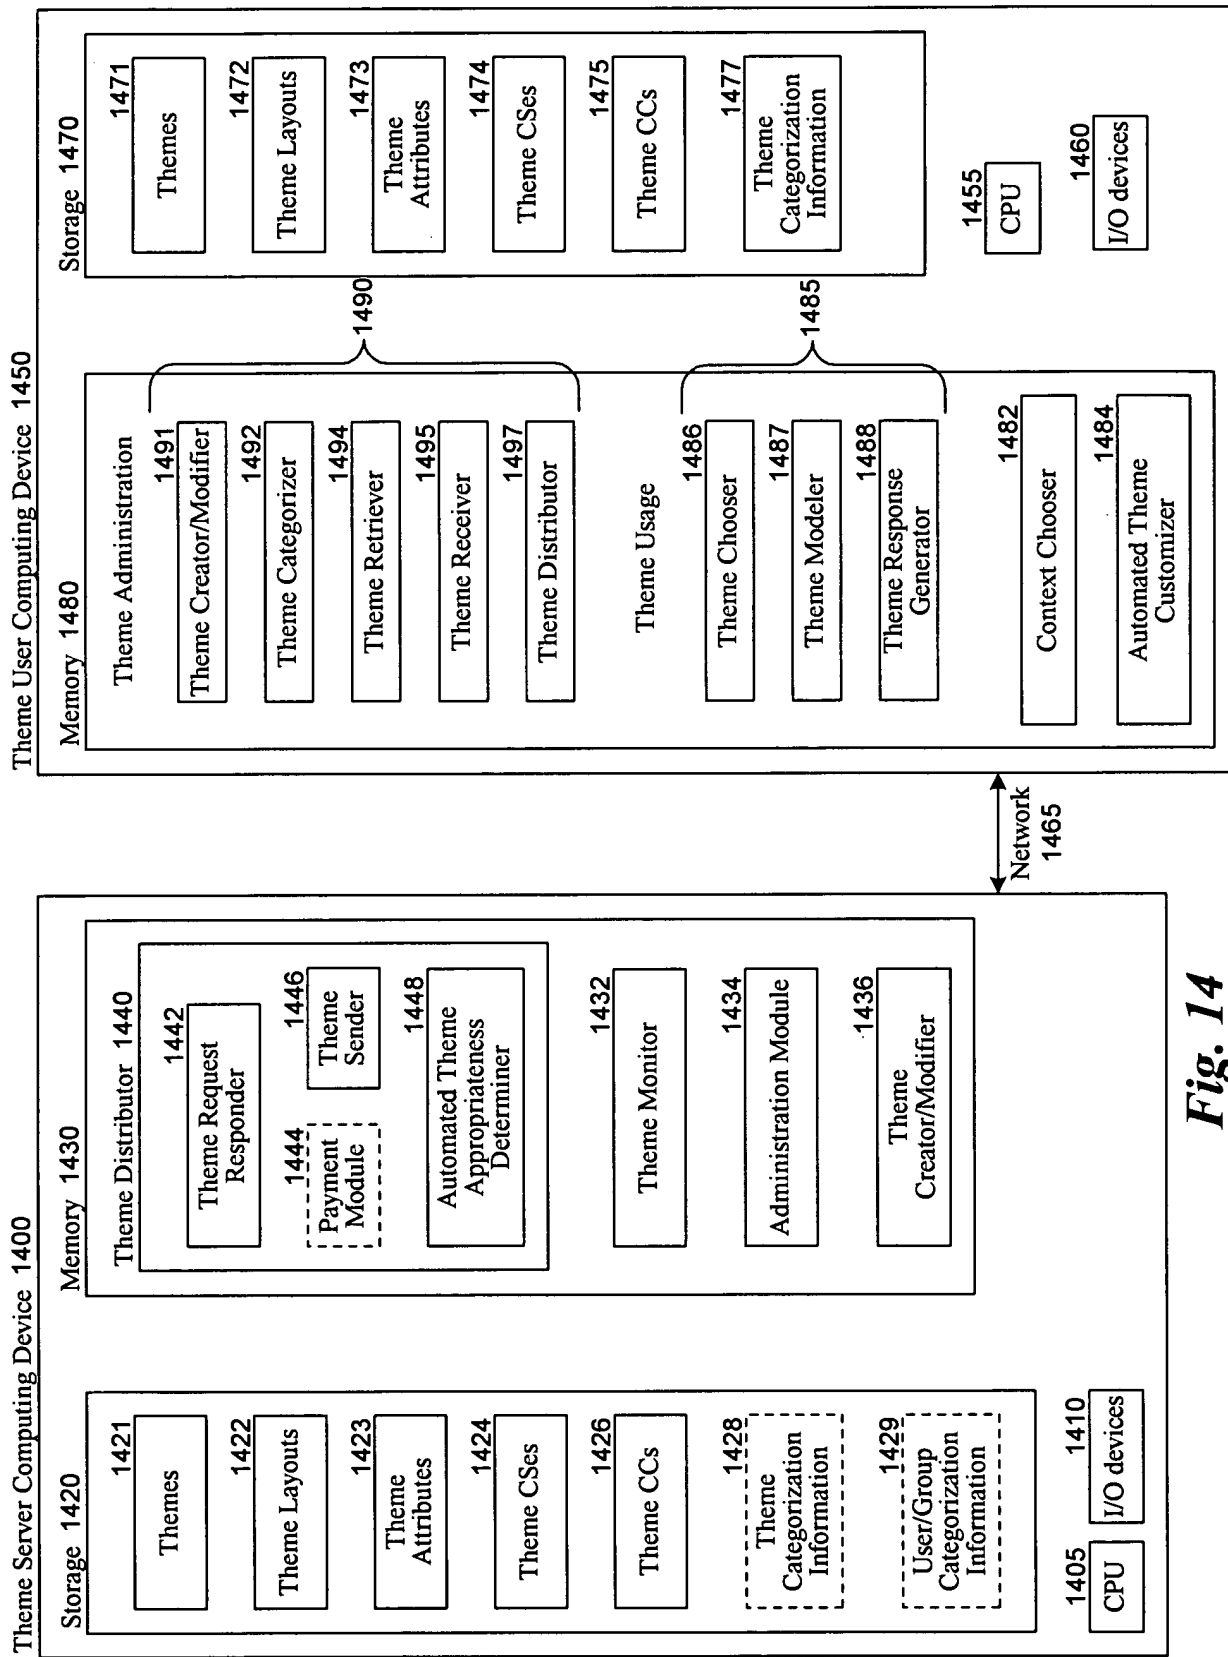 Theme Server Computing Device 1400
Storage 1420
1421
Themes
1422
Theme Layouts
1423
Theme
Attributes
1424
Theme CSes
1426
Theme CCs
1428
Theme
Categorization
Information
1429
User/Group
Categorization
Information
1405
CPU
1410
I/O devices
Memory 1430
Theme Distributor 1440
1442
Theme Request
Responder
1444
Payment
Module
1446
Theme
Sender
1448
Automated Theme
Appropriateness
Determiner
1432
Theme Monitor
1434
Administration Module
1436
Theme
Creator/Modifier
Network
1465
Theme User Computing Device 1450
Memory 1480
Theme Administration
1491
Theme Creator/Modifier
1492
Theme Categorizer
1494
Theme Retriever
1495
Theme Receiver
1497
Theme Distributor
1490
Theme Usage
1486
Theme Chooser
1487
Theme Modeler
1488
Theme Response
Generator
1485
1482
Context Chooser
1484
Automated Theme
Customizer
Storage 1470
1471
Themes
1472
Theme Layouts
1473
Theme
Attributes
1474
Theme CSes
1475
Theme CCs
1477
Theme
Categorization
Information
1455
CPU
1460
I/O devices
Fig. 14